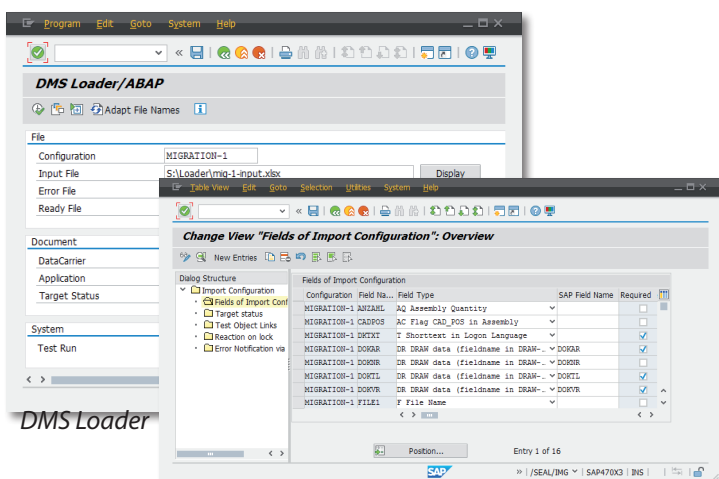 Program Edit Goto System Help
DMS Loader/ABAP
Adapt File Names
File
Configuration MIGRATION-1
Input File S:\Loader\mig-1-input.xlsx Display
Error File
Ready File
Document
DataCarrier
Application
Target Status
System
Test Run
DMS Loader
Table View Edit Goto Selection Utilities System Help
Change View "Fields of Import Configuration": Overview
New Entries
Dialog Structure
Import Configuration
Fields of Import Conf
Target status
Test Object Links
Reaction on lock
Error Notification via
Fields of Import Configuration
Configuration Field Na... Field Type SAP Field Name Required
MIGRATION-1 ANZAHL AQ Assembly Quantity
MIGRATION-1 CADPOS AC Flag CAD_POS in Assembly
MIGRATION-1 DKTXT T Shorttext in Logon Language
MIGRATION-1 DOKAR DR DRAW data (fieldname in DRAW-… DOKAR
MIGRATION-1 DOKNR DR DRAW data (fieldname in DRAW-… DOKNR
MIGRATION-1 DOKTL DR DRAW data (fieldname in DRAW-… DOKTL
MIGRATION-1 DOKVR DR DRAW data (fieldname in DRAW-… DOKVR
MIGRATION-1 FILE1 F File Name
Position... Entry 1 of 16
SAP » /SEAL/IMG SAP470X3 INS